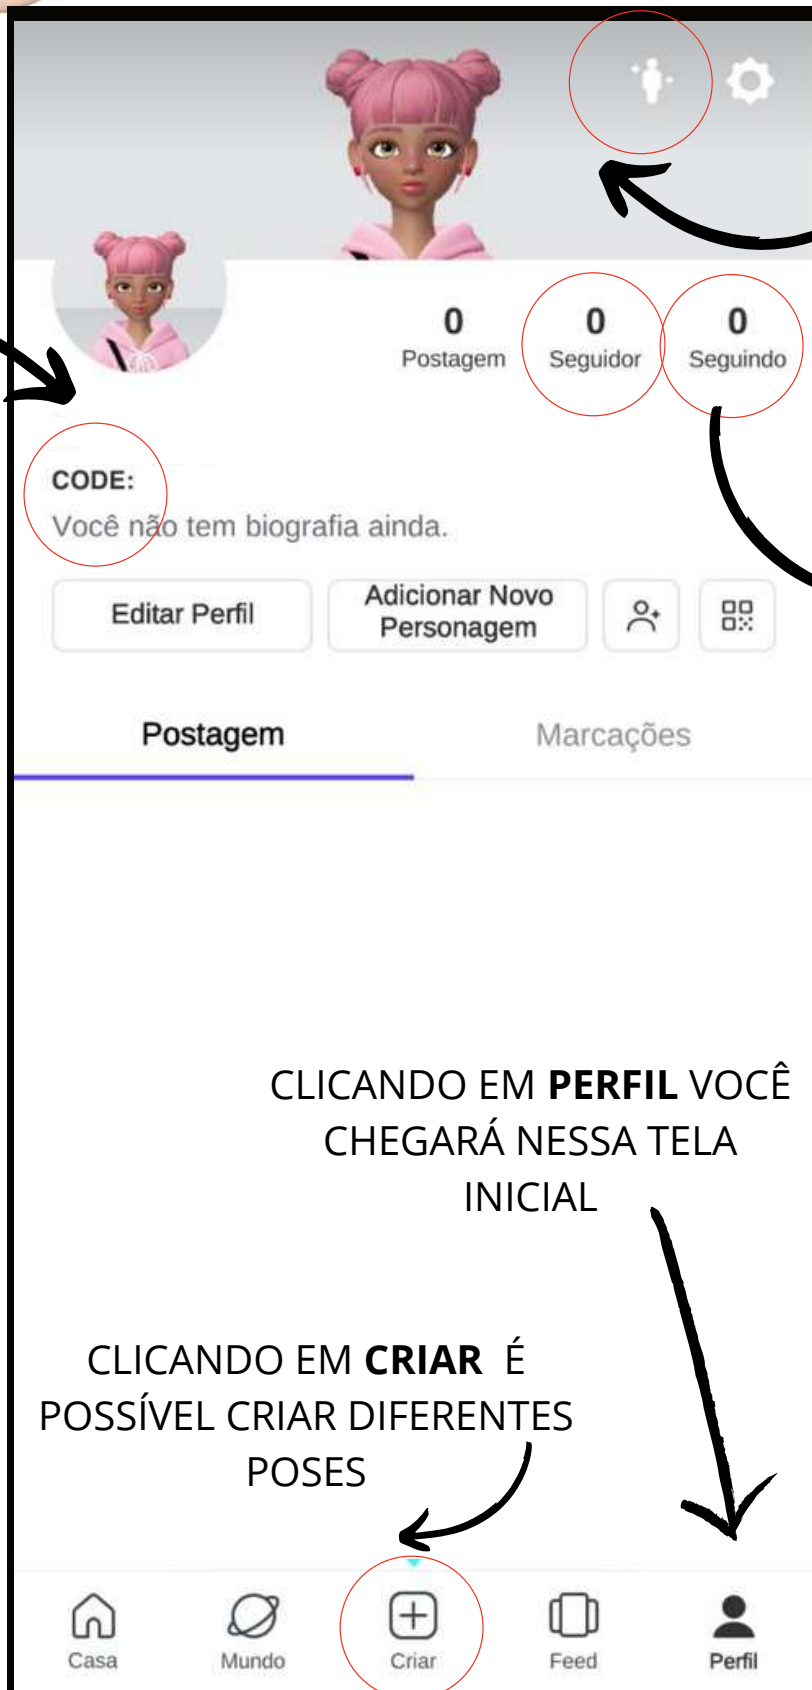 0 0 0
Postagem Seguidor Seguindo
CODE:
Você não tem biografia ainda.
Editar Perfil
Adicionar Novo
Personagem
Postagem Marcações
CLICANDO EM PERFIL VOCÊ
CHEGARÁ NESSA TELA
INICIAL
CLICANDO EM CRIAR É
POSSÍVEL CRIAR DIFERENTES
POSES
Casa Mundo Criar Feed Perfil